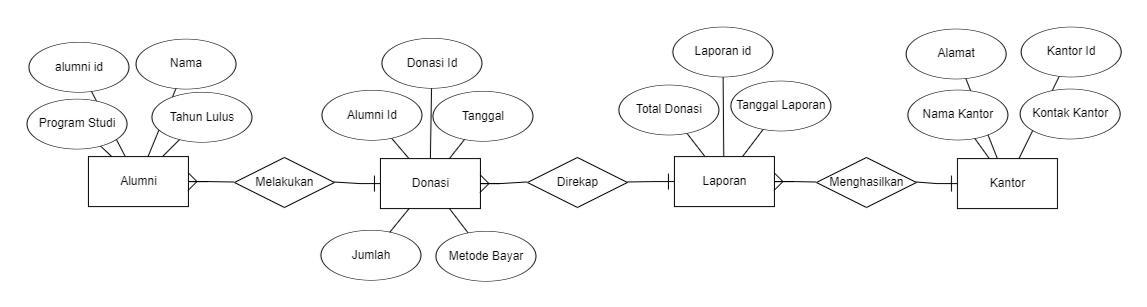 alumni id
Nama
Program Studi
Tahun Lulus
Alumni
Melakukan
Donasi Id
Alumni Id
Tanggal
Donasi
Jumlah
Metode Bayar
Direkap
Laporan id
Total Donasi
Tanggal Laporan
Laporan
Menghasilkan
Alamat
Kantor Id
Nama Kantor
Kontak Kantor
Kantor